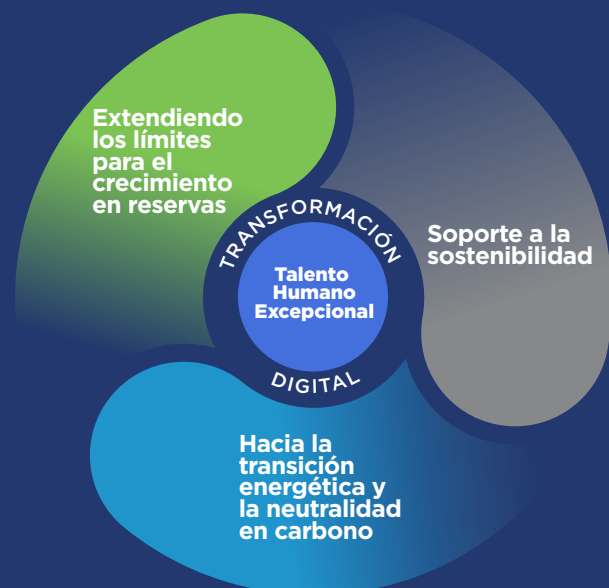 Extendiendo
los límites
para el
crecimiento
en reservas
TRANSFORMACIÓN
DIGITAL
Talento
Humano
Excepcional
Soporte a la
sostenibilidad
Hacia la
transición
energética y
la neutralidad
en carbono